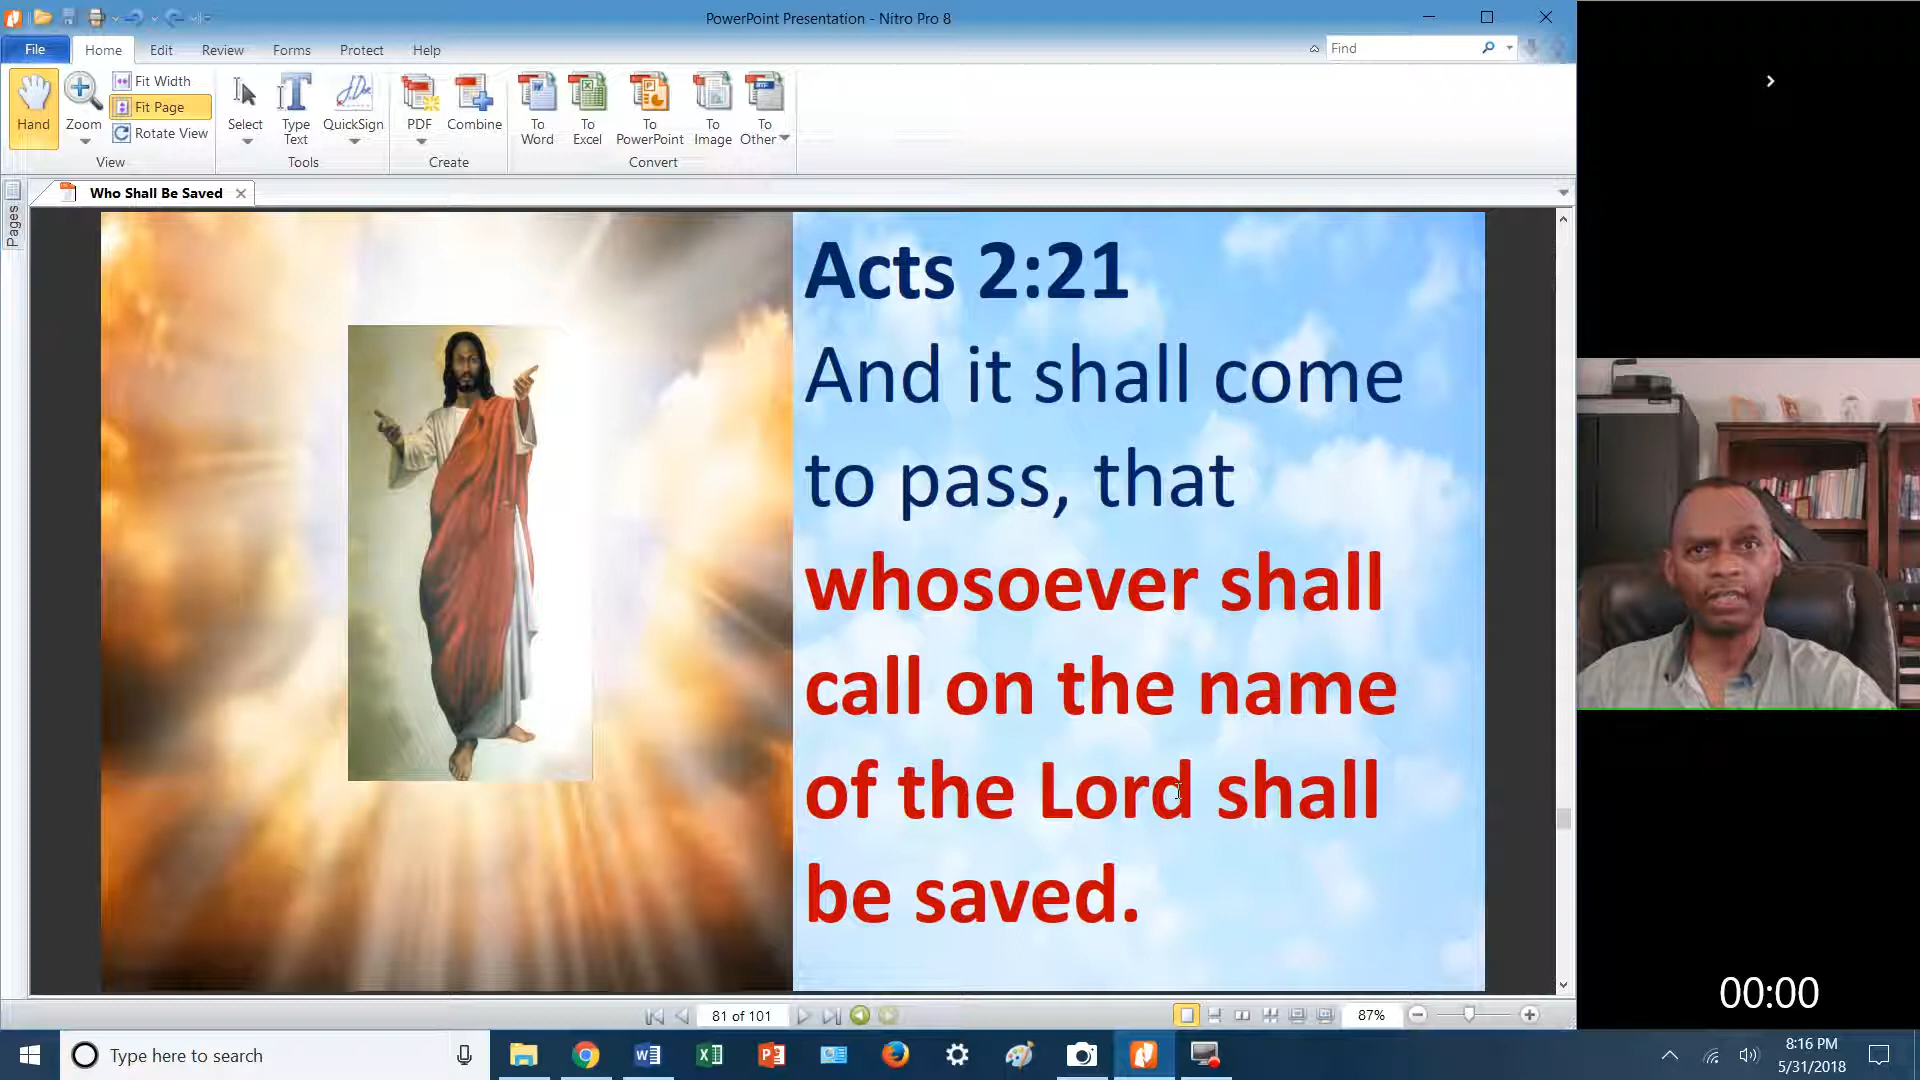 PowerPoint Presentation - Nitro Pro 8
File Home Edit Review Forms Protect Help
Find
Hand
Zoom
Fit Width
Fit Page
Rotate View
View
Select
Type Text
QuickSign
Tools
PDF
Combine
Create
To Word
To Excel
To PowerPoint
To Image
To Other
Convert
Pages
Who Shall Be Saved
Acts 2:21
And it shall come
to pass, that
whosoever shall
call on the name
of the Lord shall
be saved.
00:00
81 of 101
87%
Type here to search
8:16 PM
5/31/2018